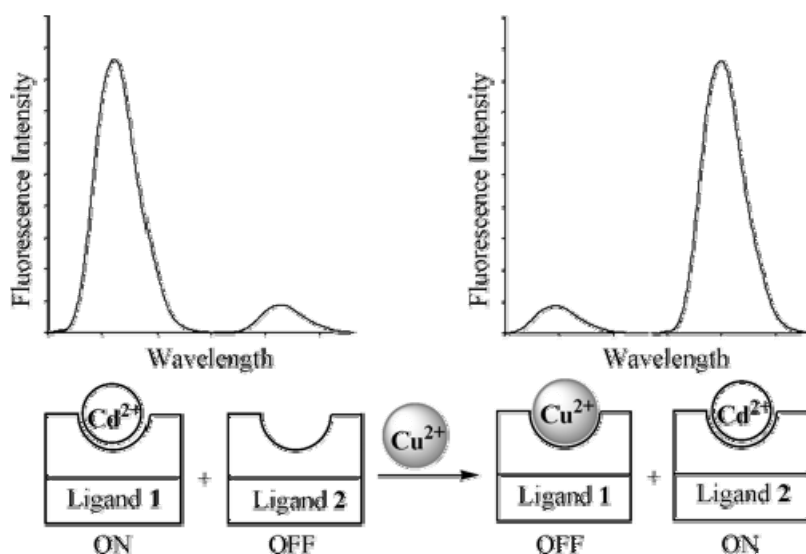 Fluorescence Intensity
Wavelength
Fluorescence Intensity
Wavelength
Cd²⁺
Ligand 1
ON
+
Ligand 2
OFF
Cu²⁺
Cu²⁺
Ligand 1
OFF
+
Cd²⁺
Ligand 2
ON